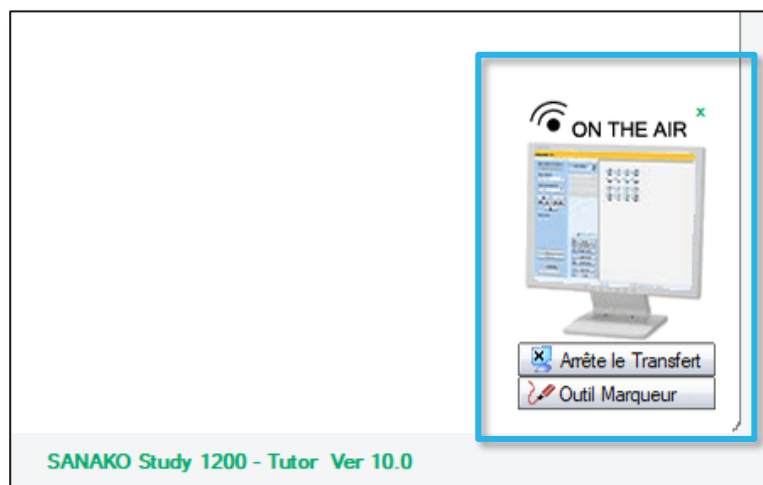 ON THE AIR x
Arrête le Transfert
Outil Marqueur
SANAKO Study 1200 - Tutor Ver 10.0